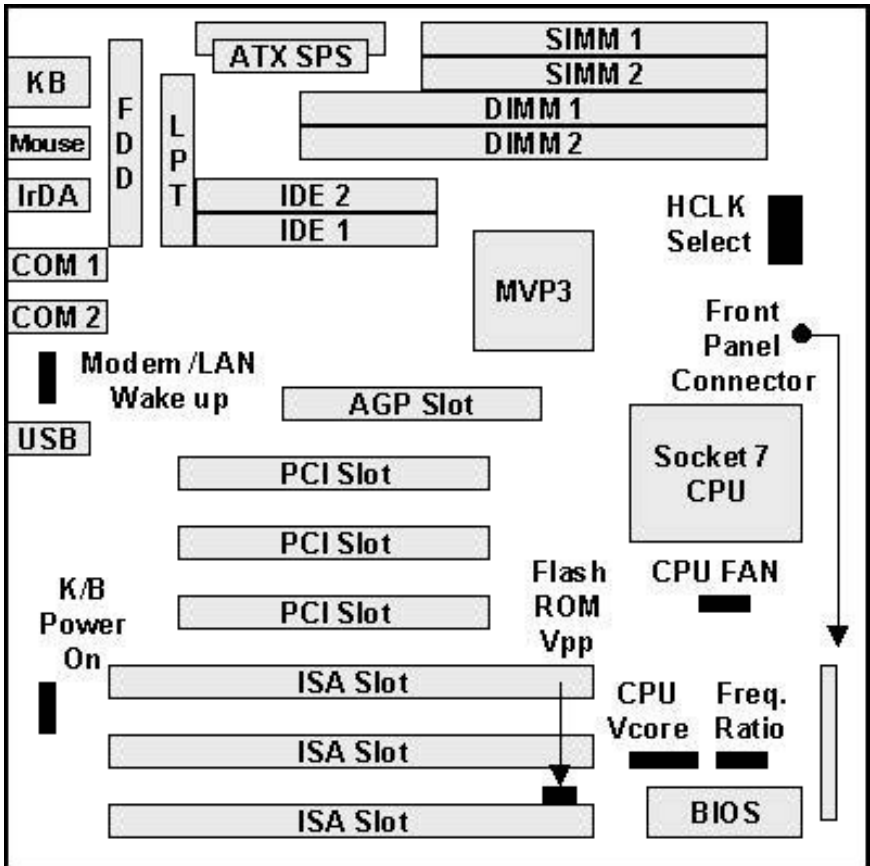 ATX SPS
SIMM 1
SIMM 2
DIMM 1
DIMM 2
KB
Mouse
IrDA
COM 1
COM 2
FDD
LPT
IDE 2
IDE 1
HCLK
Select
MVP3
Front
Panel
Connector
Modem /LAN
Wake up
AGP Slot
USB
Socket 7
CPU
PCI Slot
PCI Slot
PCI Slot
Flash
ROM
Vpp
CPU FAN
K/B
Power
On
ISA Slot
ISA Slot
ISA Slot
CPU
Vcore
Freq.
Ratio
BIOS